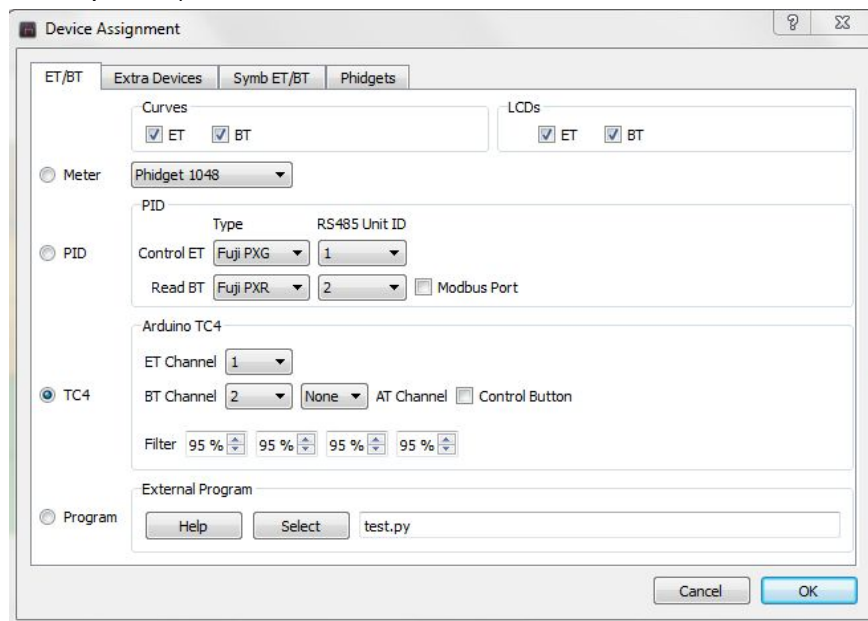 Device Assignment
ET/BT Extra Devices Symb ET/BT Phidgets
Curves LCDs
ET BT ET BT
Meter Phidget 1048
PID
Type RS485 Unit ID
PID Control ET Fuji PXG 1
Read BT Fuji PXR 2 Modbus Port
Arduino TC4
ET Channel 1
TC4 BT Channel 2 None AT Channel Control Button
Filter 95 % 95 % 95 % 95 %
External Program
Program Help Select test.py
Cancel OK